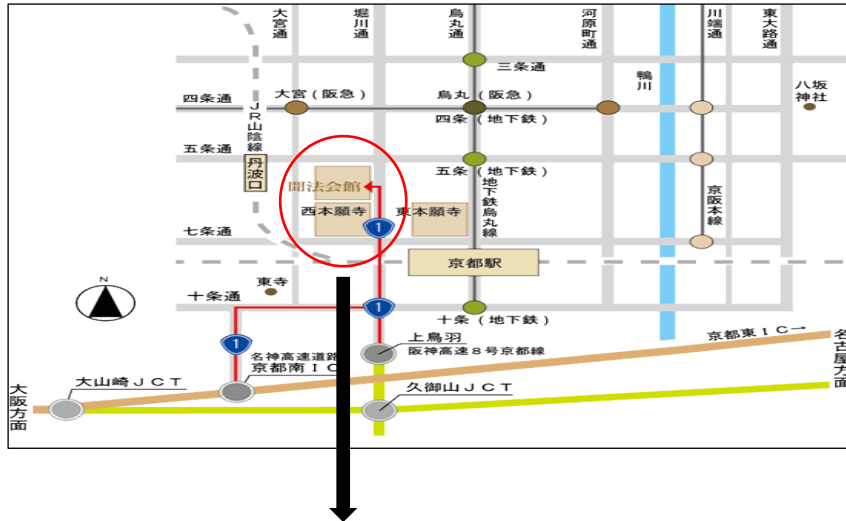 大宮通
堀川通
烏丸通
河原町通
川端通
東大路通
三条通
鴨川
八坂
神社
四条通
大宮(阪急)
烏丸(阪急)
四条(地下鉄)
JR山陰線
五条通
丹波口
五条(地下鉄)
聞法会館
地下鉄烏丸線
京阪本線
西本願寺
東本願寺
1
七条通
京都駅
N
東寺
十条通
1
十条(地下鉄)
1
上鳥羽
阪神高速8号京都線
京都東IC→
名古屋方面
名神高速道路
京都南IC
大山崎JCT
久御山JCT
大阪方面